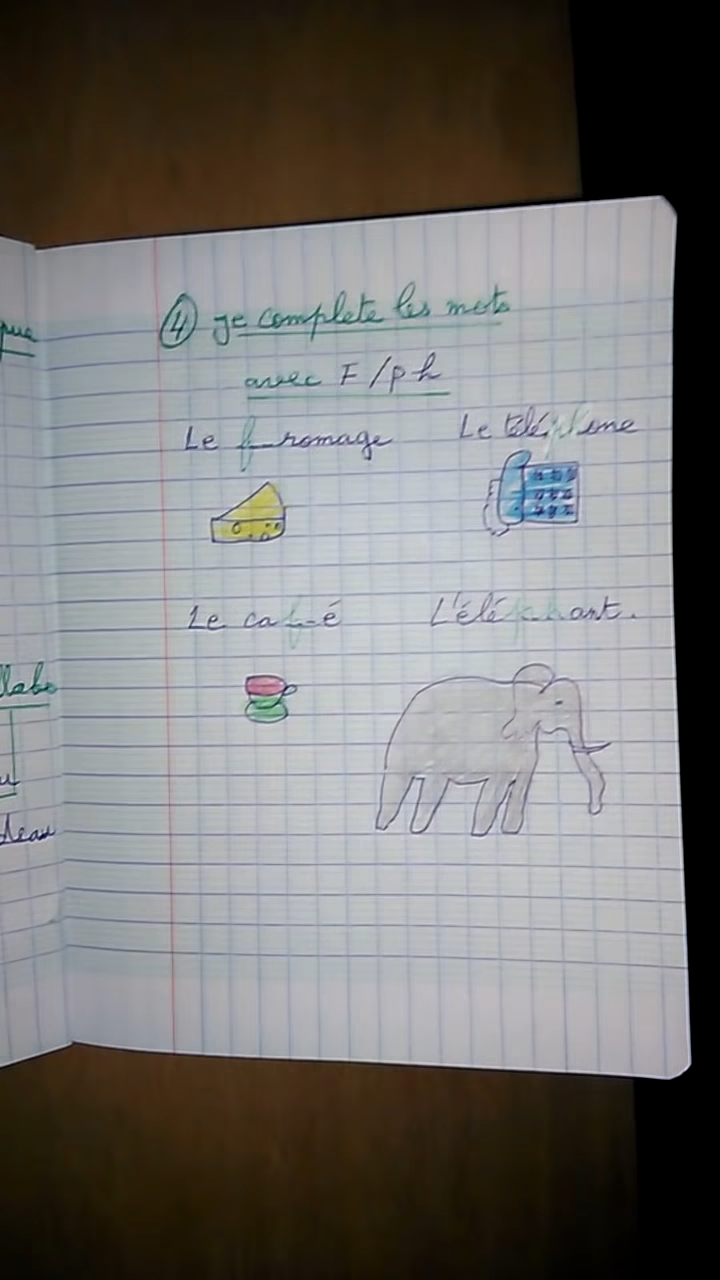 ④ je complete les mots
avec F/ph
Le fromage
Le téléphone
Le café
L'éléphant.